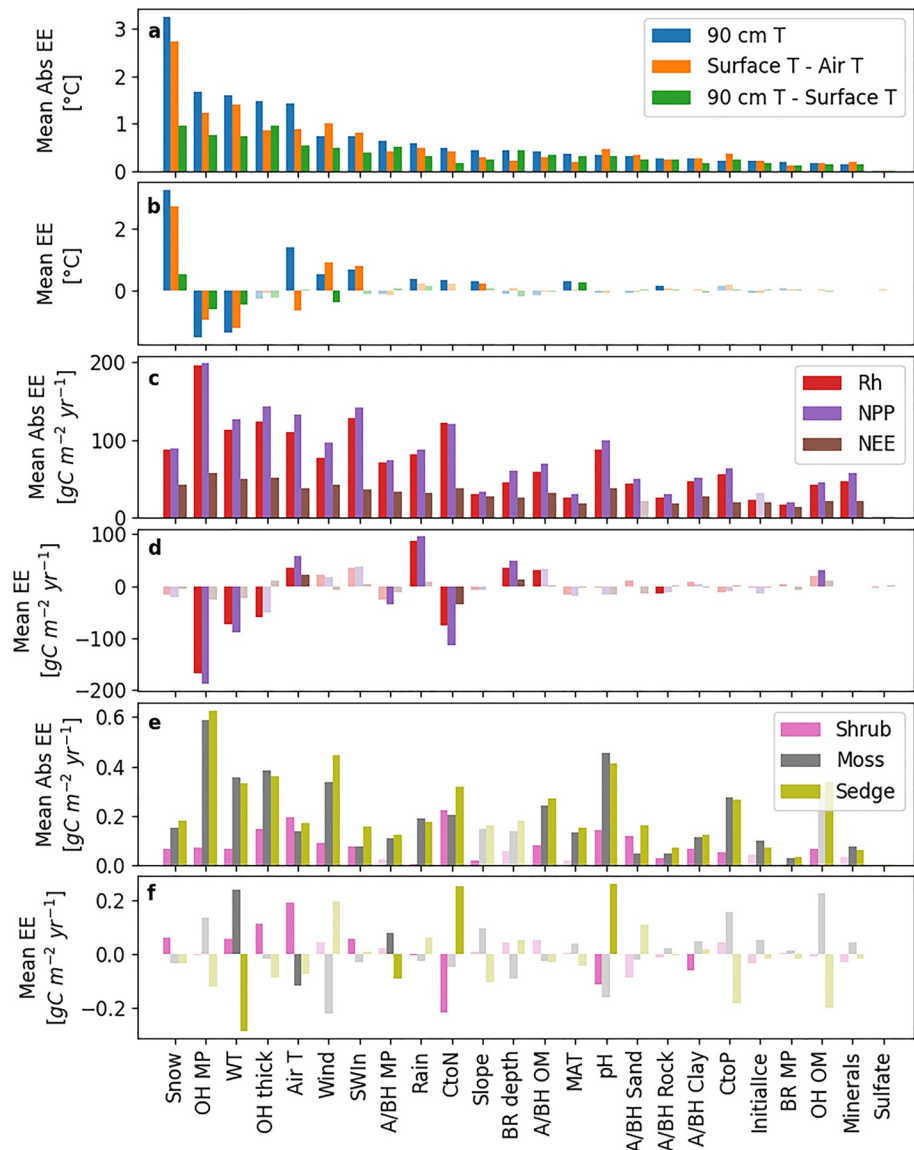 a
Mean Abs EE
[°C]
3
2
1
0
90 cm T
Surface T - Air T
90 cm T - Surface T
b
Mean EE
[°C]
2
0
c
Mean Abs EE
[gC m⁻² yr⁻¹]
200
100
0
Rh
NPP
NEE
d
Mean EE
[gC m⁻² yr⁻¹]
100
0
−100
−200
e
Mean Abs EE
[gC m⁻² yr⁻¹]
0.6
0.4
0.2
0.0
Shrub
Moss
Sedge
f
Mean EE
[gC m⁻² yr⁻¹]
0.2
0.0
−0.2
Snow
OH MP
WT
OH thick
Air T
Wind
SWIn
A/BH MP
Rain
CtoN
Slope
BR depth
A/BH OM
MAT
pH
A/BH Sand
A/BH Rock
A/BH Clay
CtoP
InitialIce
BR MP
OH OM
Minerals
Sulfate